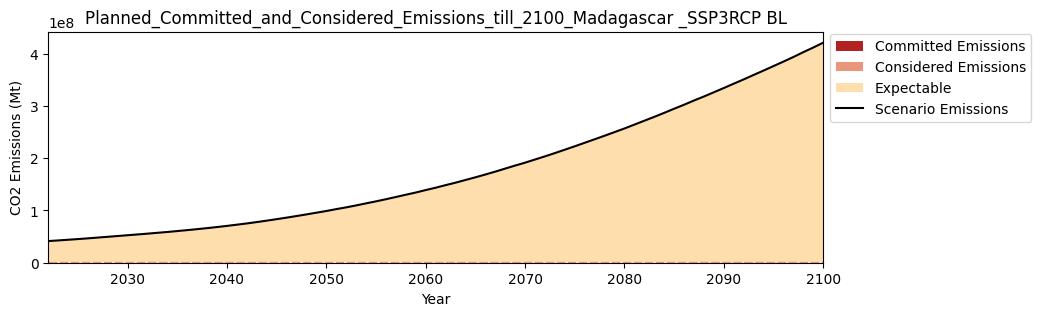 Planned_Committed_and_Considered_Emissions_till_2100_Madagascar _SSP3RCP BL
1e8
CO2 Emissions (Mt)
4
3
2
1
0
2030 2040 2050 2060 2070 2080 2090 2100
Year
Committed Emissions
Considered Emissions
Expectable
Scenario Emissions